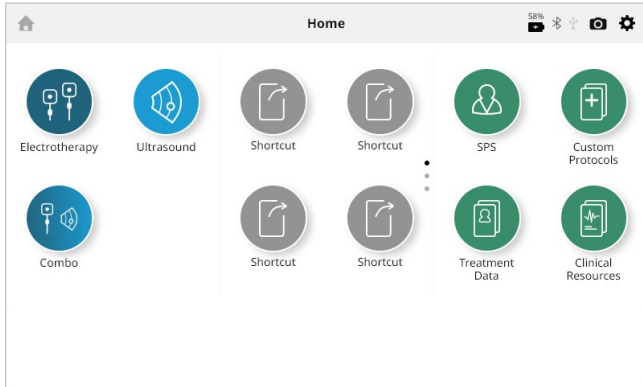 Home
58%
Electrotherapy
Ultrasound
Shortcut
Shortcut
SPS
Custom
Protocols
Combo
Shortcut
Shortcut
Treatment
Data
Clinical
Resources